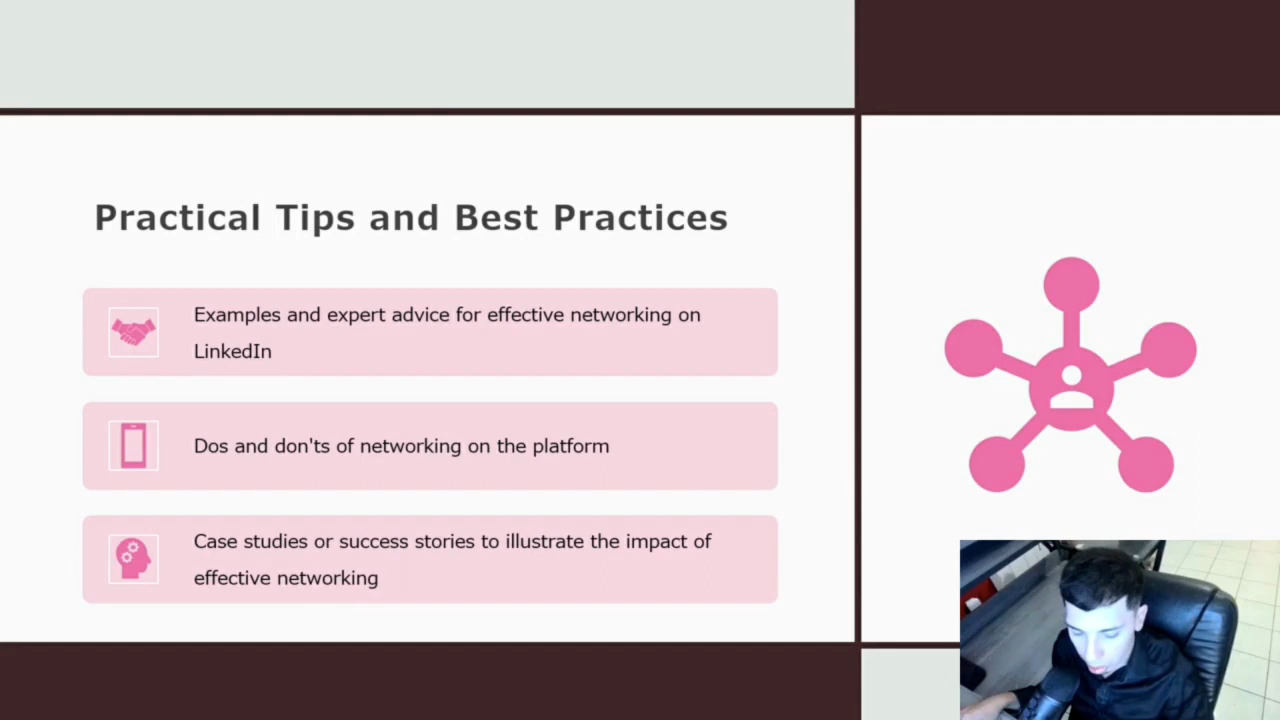 Practical Tips and Best Practices
Examples and expert advice for effective networking on
LinkedIn
Dos and don'ts of networking on the platform
Case studies or success stories to illustrate the impact of
effective networking